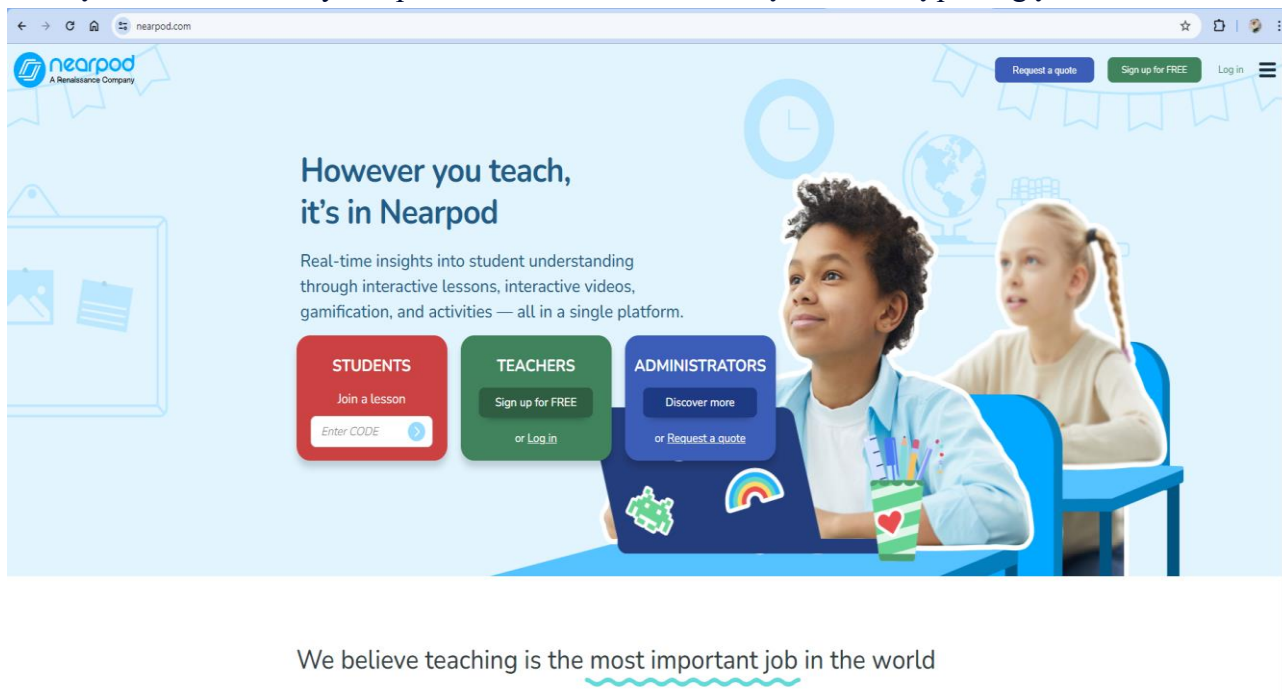 nearpod.com
nearpod
A Renaissance Company
Request a quote
Sign up for FREE
Log in
However you teach,
it's in Nearpod
Real-time insights into student understanding
through interactive lessons, interactive videos,
gamification, and activities — all in a single platform.
STUDENTS
Join a lesson
Enter CODE
TEACHERS
Sign up for FREE
or Log in
ADMINISTRATORS
Discover more
or Request a quote
We believe teaching is the most important job in the world